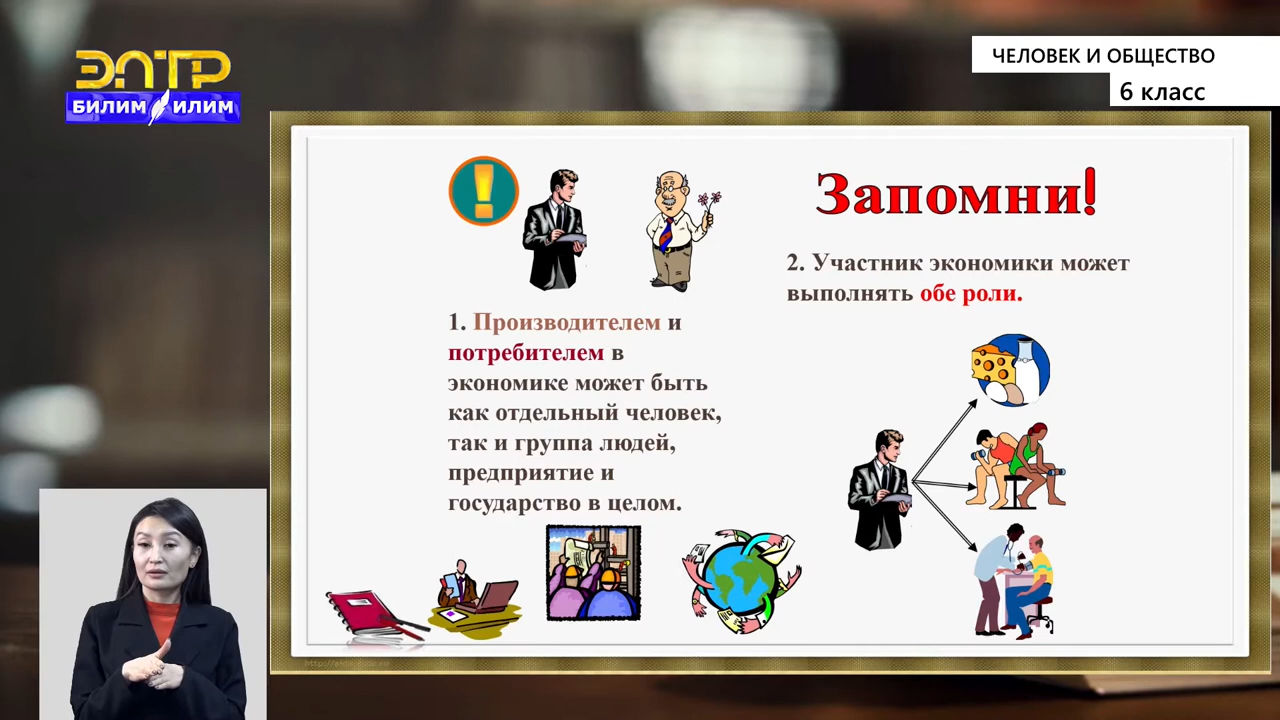 ЭЛТР
БИЛИМ ИЛИМ
ЧЕЛОВЕК И ОБЩЕСТВО
6 класс
Запомни!
1. Производителем и
потребителем в
экономике может быть
как отдельный человек,
так и группа людей,
предприятие и
государство в целом.
2. Участник экономики может
выполнять обе роли.